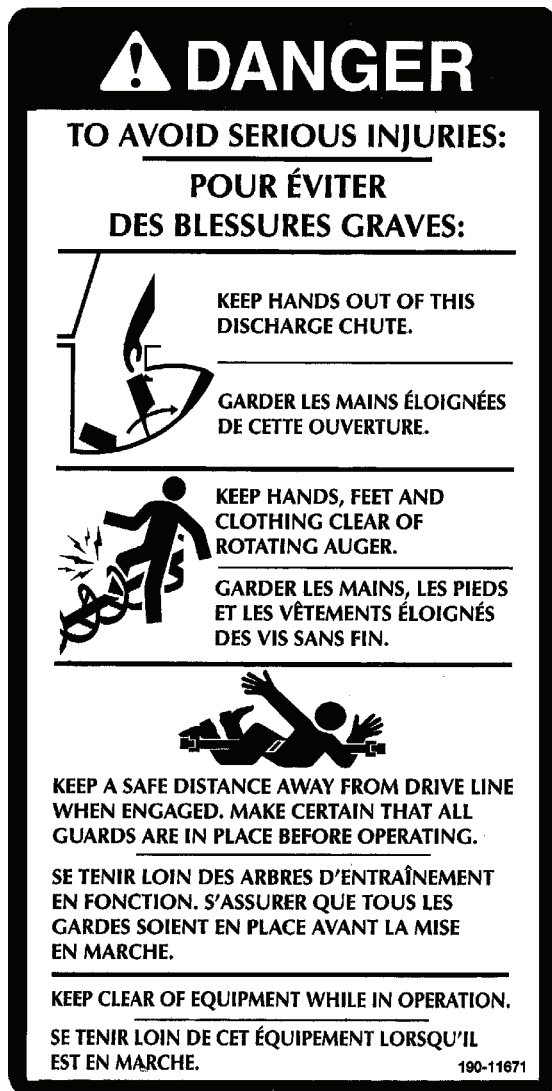 DANGER
TO AVOID SERIOUS INJURIES:
POUR ÉVITER
DES BLESSURES GRAVES:
KEEP HANDS OUT OF THIS
DISCHARGE CHUTE.
GARDER LES MAINS ÉLOIGNÉES
DE CETTE OUVERTURE.
KEEP HANDS, FEET AND
CLOTHING CLEAR OF
ROTATING AUGER.
GARDER LES MAINS, LES PIEDS
ET LES VÊTEMENTS ÉLOIGNÉS
DES VIS SANS FIN.
KEEP A SAFE DISTANCE AWAY FROM DRIVE LINE
WHEN ENGAGED. MAKE CERTAIN THAT ALL
GUARDS ARE IN PLACE BEFORE OPERATING.
SE TENIR LOIN DES ARBRES D'ENTRAÎNEMENT
EN FONCTION. S'ASSURER QUE TOUS LES
GARDES SOIENT EN PLACE AVANT LA MISE
EN MARCHE.
KEEP CLEAR OF EQUIPMENT WHILE IN OPERATION.
SE TENIR LOIN DE CET ÉQUIPEMENT LORSQU'IL
EST EN MARCHE.
190-11671